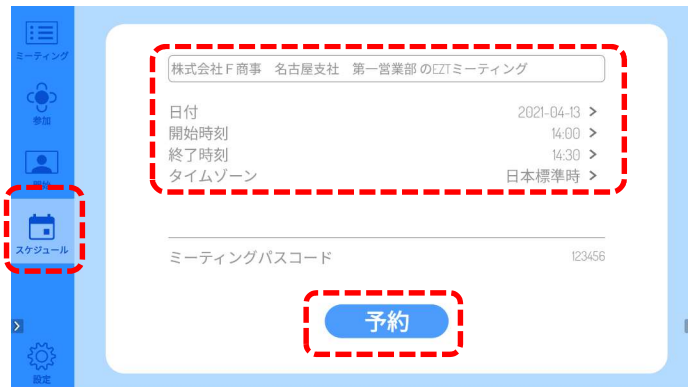 ミーティング
参加
開始
スケジュール
設定
株式会社F商事　名古屋支社　第一営業部 のEZTミーティング
日付 2021-04-13 >
開始時刻 14:00 >
終了時刻 14:30 >
タイムゾーン 日本標準時 >
ミーティングパスコード 123456
予約